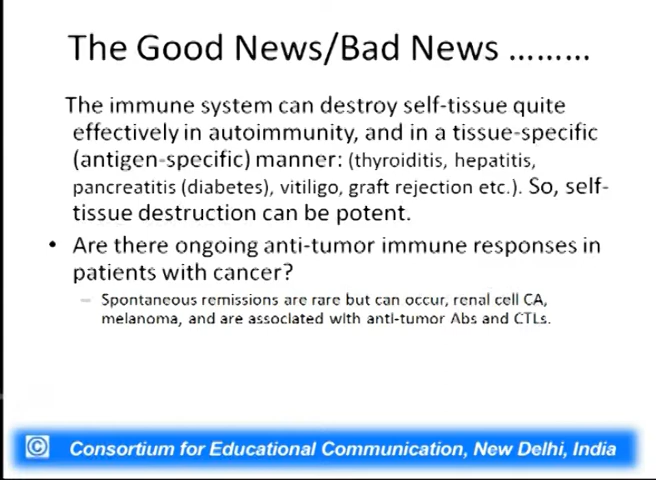 The Good News/Bad News .........
The immune system can destroy self-tissue quite
effectively in autoimmunity, and in a tissue-specific
(antigen-specific) manner: (thyroiditis, hepatitis,
pancreatitis (diabetes), vitiligo, graft rejection etc.). So, self-
tissue destruction can be potent.
• Are there ongoing anti-tumor immune responses in
patients with cancer?
– Spontaneous remissions are rare but can occur, renal cell CA,
melanoma, and are associated with anti-tumor Abs and CTLs.
© Consortium for Educational Communication, New Delhi, India